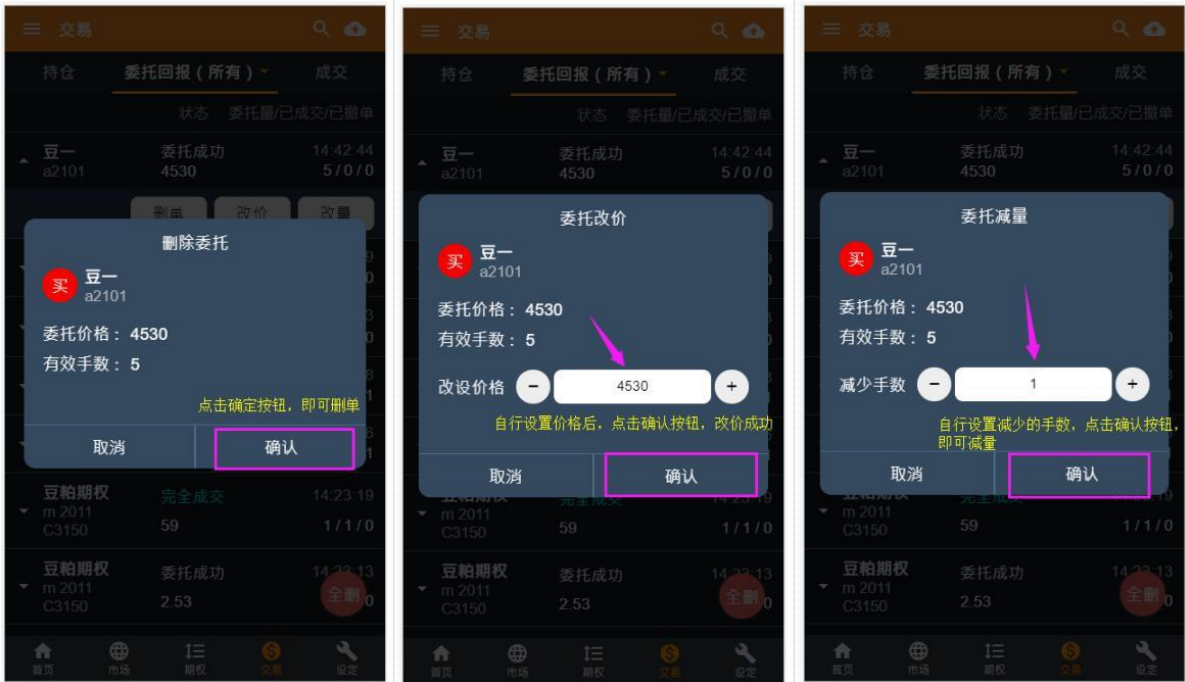 交易
持仓 委托回报（所有） 成交
状态 委托量/已成交/已撤单
豆一 委托成功 14:42:44
a2101 4530 5/0/0
删单 改价 改量
删除委托
买 豆一
a2101
委托价格：4530
有效手数：5
点击确定按钮，即可删单
取消 确认
豆粕期权 完全成交 14:23:19
m 2011
C3150 59 1/1/0
豆粕期权 委托成功 14:23:13
m 2011
C3150 2.53 0
全删
首页 市场 期权 交易 设定
交易
持仓 委托回报（所有） 成交
状态 委托量/已成交/已撤单
豆一 委托成功 14:42:44
a2101 4530 5/0/0
委托改价
买 豆一
a2101
委托价格：4530
有效手数：5
改设价格 - 4530 +
自行设置价格后，点击确认按钮，改价成功
取消 确认
m 2011
C3150 59 1/1/0
豆粕期权 委托成功 14:23:13
m 2011
C3150 2.53 0
全删
首页 市场 期权 交易 设定
交易
持仓 委托回报（所有） 成交
状态 委托量/已成交/已撤单
豆一 委托成功 14:42:44
a2101 4530 5/0/0
委托减量
买 豆一
a2101
委托价格：4530
有效手数：5
减少手数 - 1 +
自行设置减少的手数，点击确认按钮，
即可减量
取消 确认
m 2011
C3150 59 1/1/0
豆粕期权 委托成功 14:23:13
m 2011
C3150 2.53 0
全删
首页 市场 期权 交易 设定